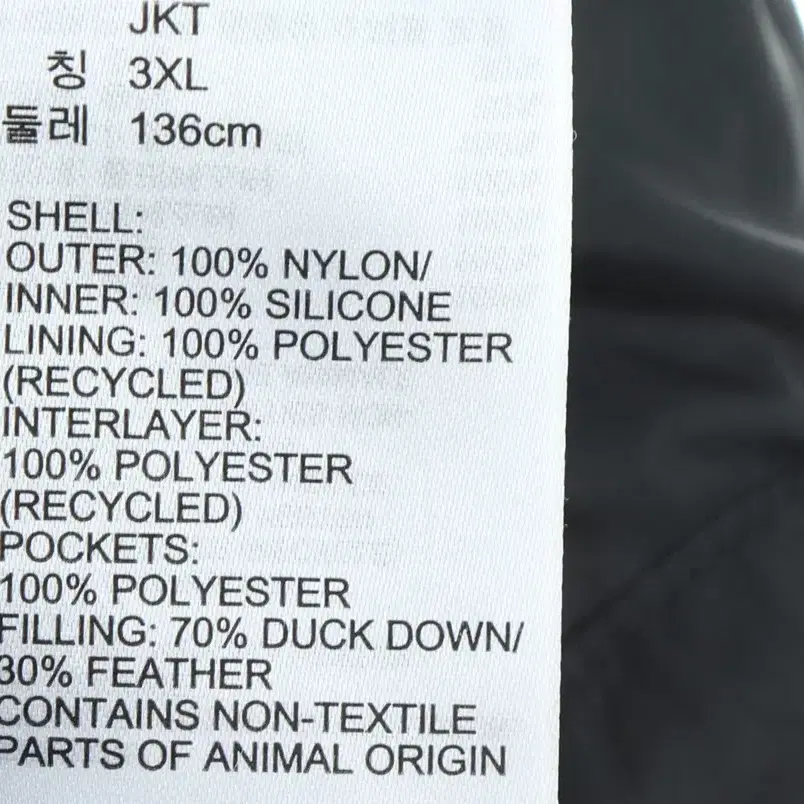 JKT
칭 3XL
둘레 136cm
SHELL:
OUTER: 100% NYLON/
INNER: 100% SILICONE
LINING: 100% POLYESTER
(RECYCLED)
INTERLAYER:
100% POLYESTER
(RECYCLED)
POCKETS:
100% POLYESTER
FILLING: 70% DUCK DOWN/
30% FEATHER
CONTAINS NON-TEXTILE
PARTS OF ANIMAL ORIGIN